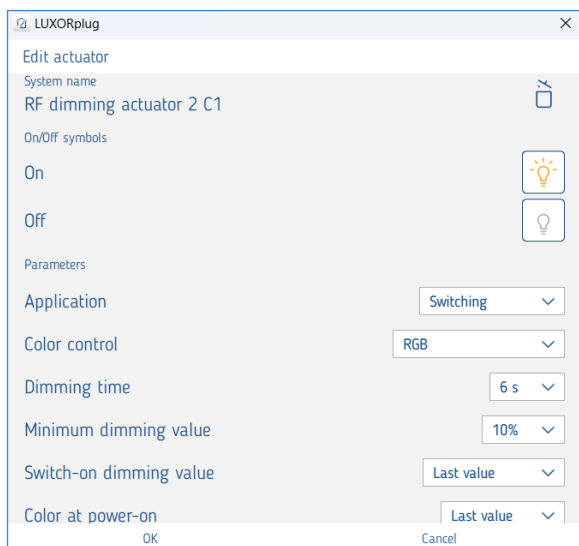 LUXORplug
Edit actuator
System name
RF dimming actuator 2 C1
On/Off symbols
On
Off
Parameters
Application Switching
Color control RGB
Dimming time 6 s
Minimum dimming value 10%
Switch-on dimming value Last value
Color at power-on Last value
OK Cancel